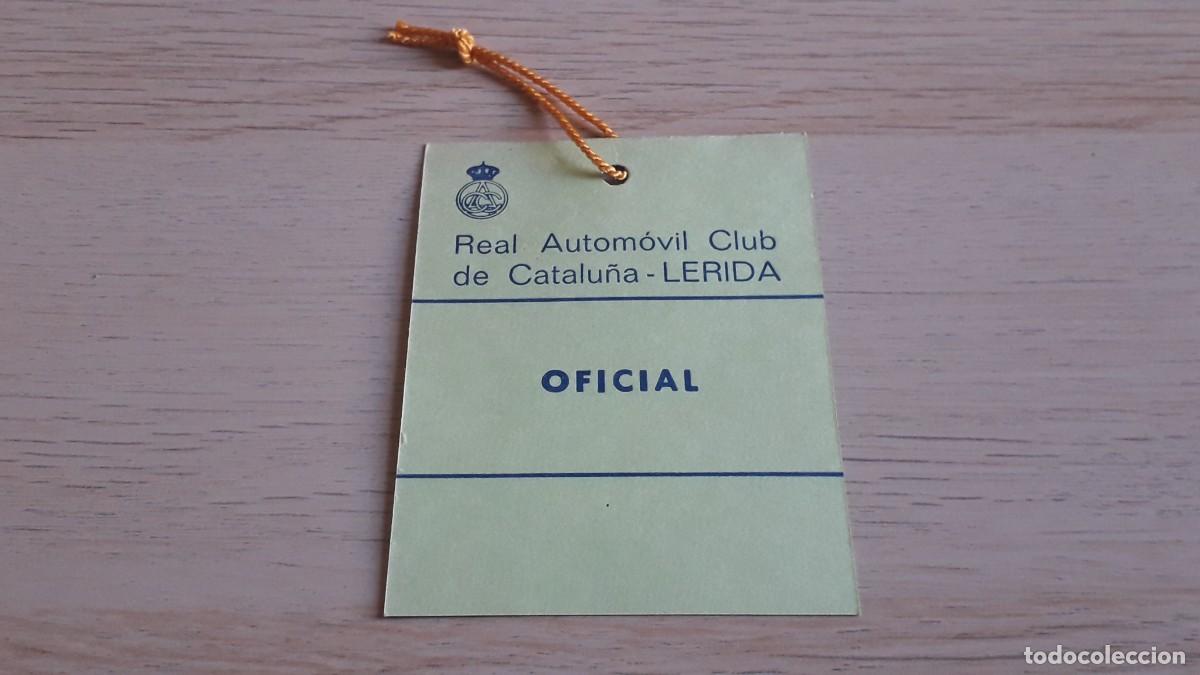 Real Automóvil Club
de Cataluña - LERIDA
OFICIAL
todocoleccion